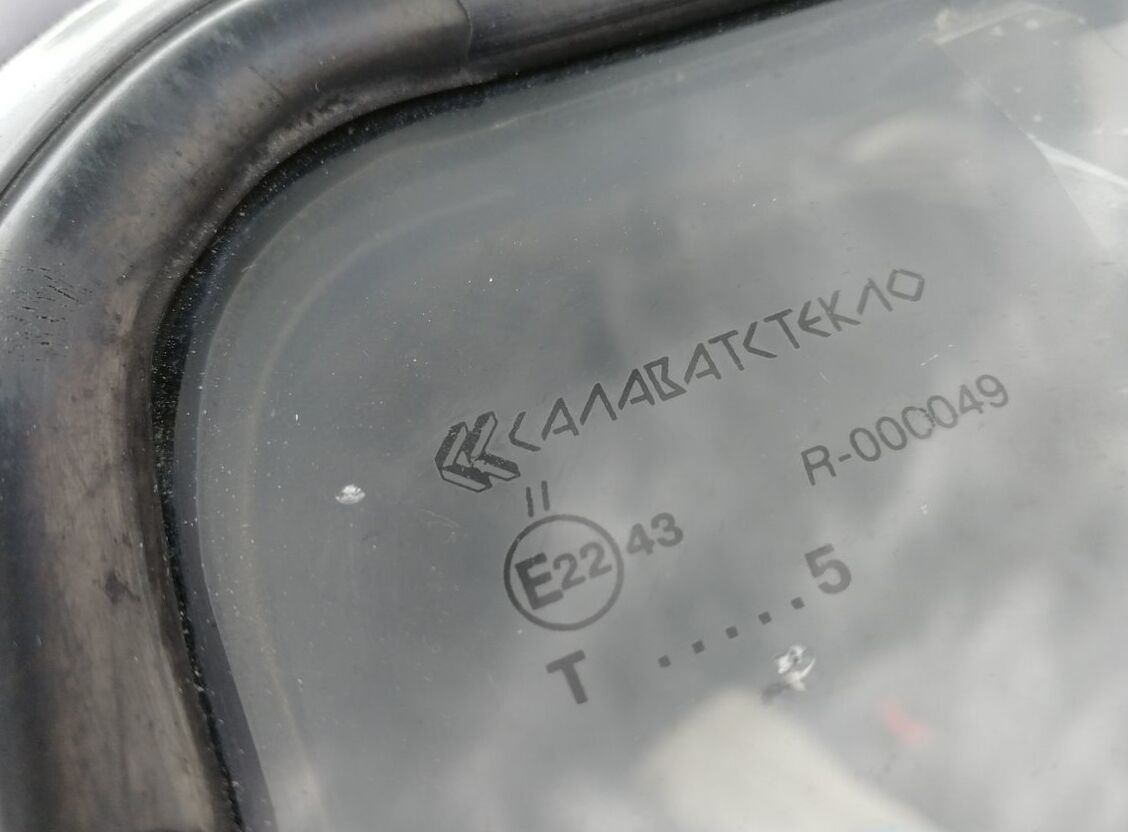 САЛАВАТСТЕКЛО
II
E22 43 R-000049
T .....5